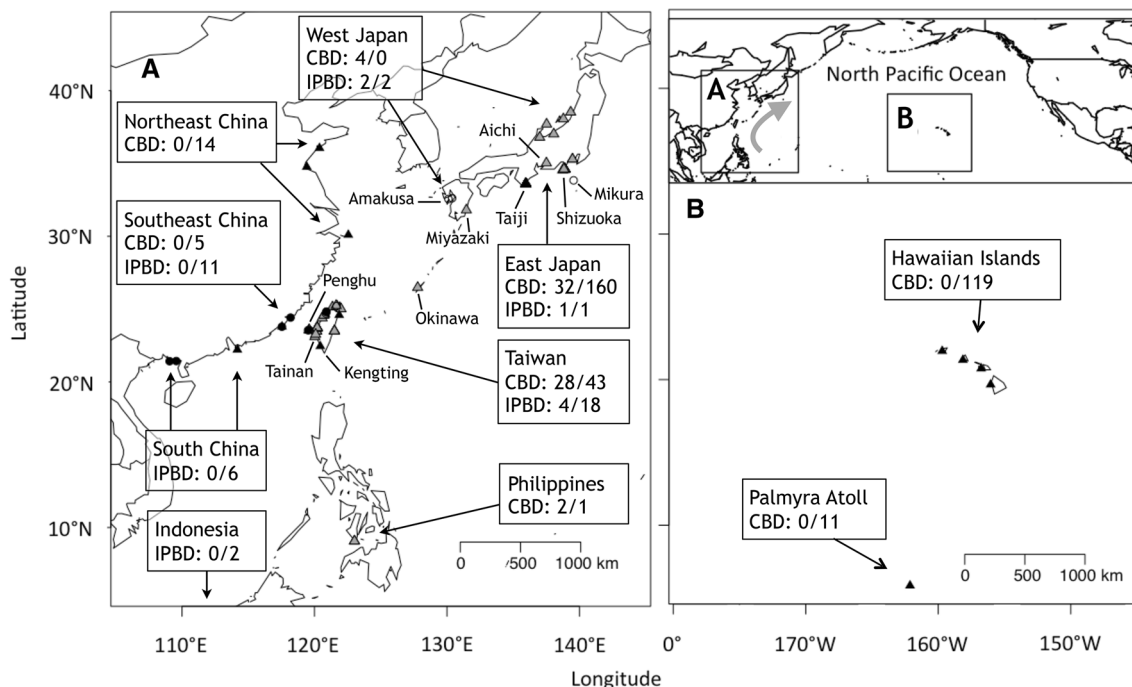 A
West Japan
CBD: 4/0
IPBD: 2/2
Northeast China
CBD: 0/14
Southeast China
CBD: 0/5
IPBD: 0/11
Aichi
Amakusa
Miyazaki
Taiji
Shizuoka
Mikura
East Japan
CBD: 32/160
IPBD: 1/1
Penghu
Okinawa
Tainan
Kengting
Taiwan
CBD: 28/43
IPBD: 4/18
South China
IPBD: 0/6
Philippines
CBD: 2/1
Indonesia
IPBD: 0/2
0 500 1000 km
40°N
30°N
20°N
10°N
Latitude
110°E 120°E 130°E 140°E
A
North Pacific Ocean
B
B
Hawaiian Islands
CBD: 0/119
Palmyra Atoll
CBD: 0/11
0 500 1000 km
0° 170°W 160°W 150°W
Longitude